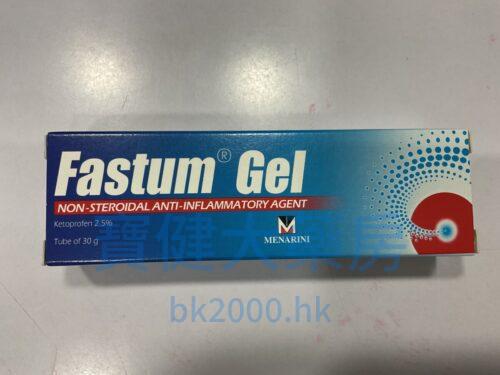 Fastum® Gel
NON-STEROIDAL ANTI-INFLAMMATORY AGENT
Ketoprofen 2.5%
Tube of 30 g
MENARINI
寶健大藥房
bk2000.hk